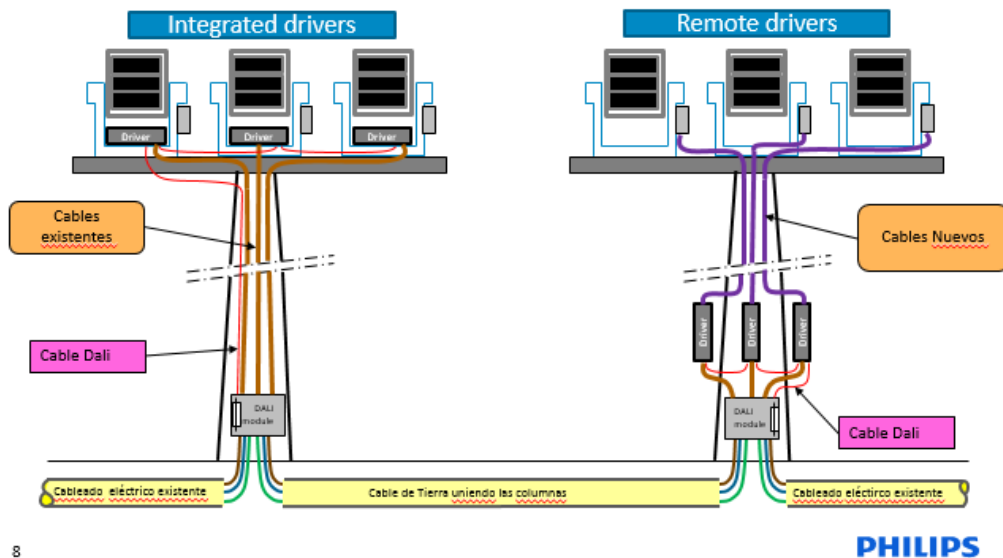 Integrated drivers
Remote drivers
Driver
Driver
Driver
Cables
existentes
Cables Nuevos
Driver
Driver
Driver
Cable Dali
DALI
module
DALI
module
Cable Dali
Cableado eléctrico existente
Cable de Tierra uniendo las columnas
Cableado eléctirco existente
8
PHILIPS